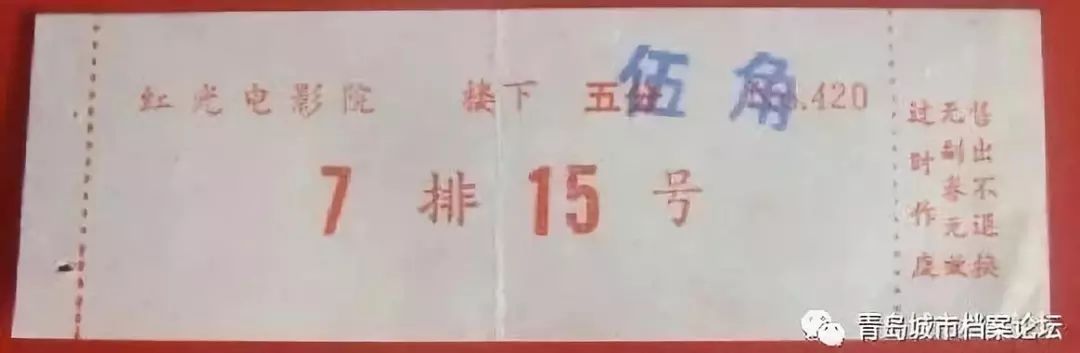 虹光电影院 楼下 五分 伍角 .420
7 排 15 号
售出不退换
无副券无效
过时作废
青岛城市档案论坛